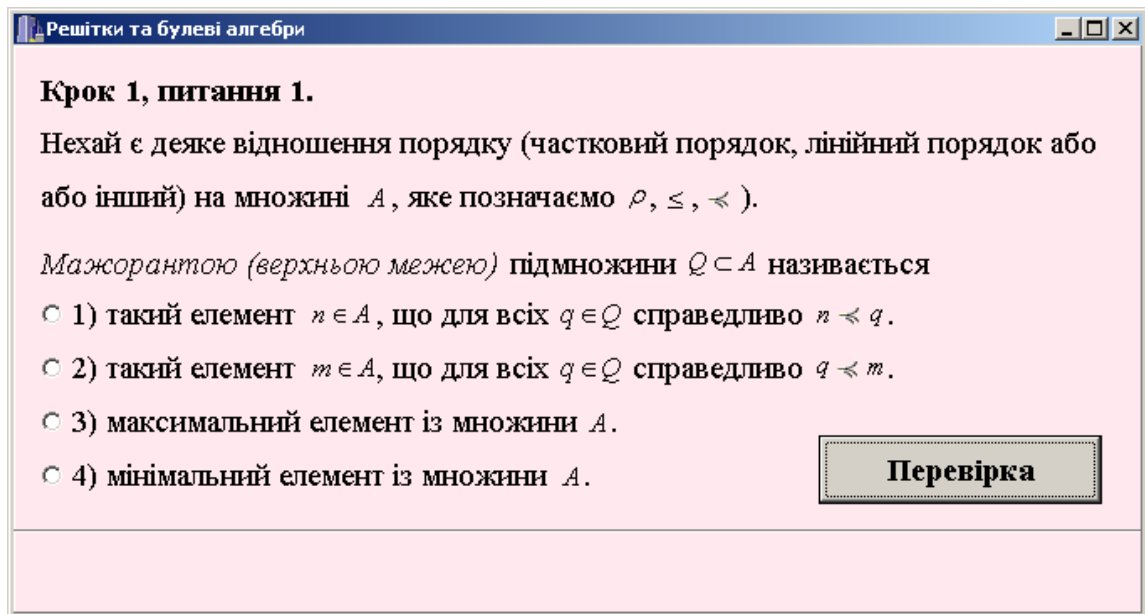 Решітки та булеві алгебри
Крок 1, питання 1.
Нехай є деяке відношення порядку (частковий порядок, лінійний порядок або
або інший) на множині A, яке позначаємо ρ, ≤, ≼ ).
Мажорантою (верхньою межею) підмножини Q ⊂ A називається
1) такий елемент n ∈ A, що для всіх q ∈ Q справедливо n ≼ q.
2) такий елемент m ∈ A, що для всіх q ∈ Q справедливо q ≼ m.
3) максимальний елемент із множини A.
4) мінімальний елемент із множини A.
Перевірка